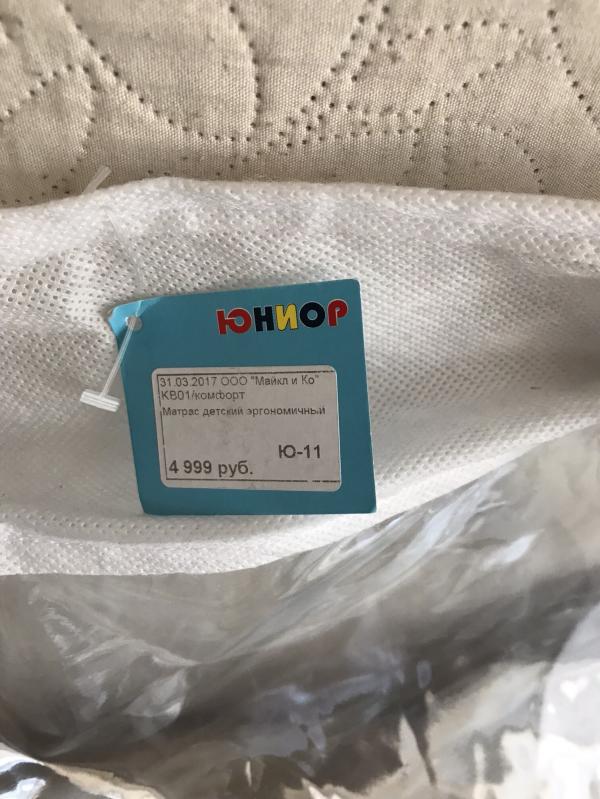 ЮНИОР
31.03.2017 ООО "Майкл и Ко"
КВ01/комфорт
Матрас детский эргономичный
Ю-11
4 999 руб.